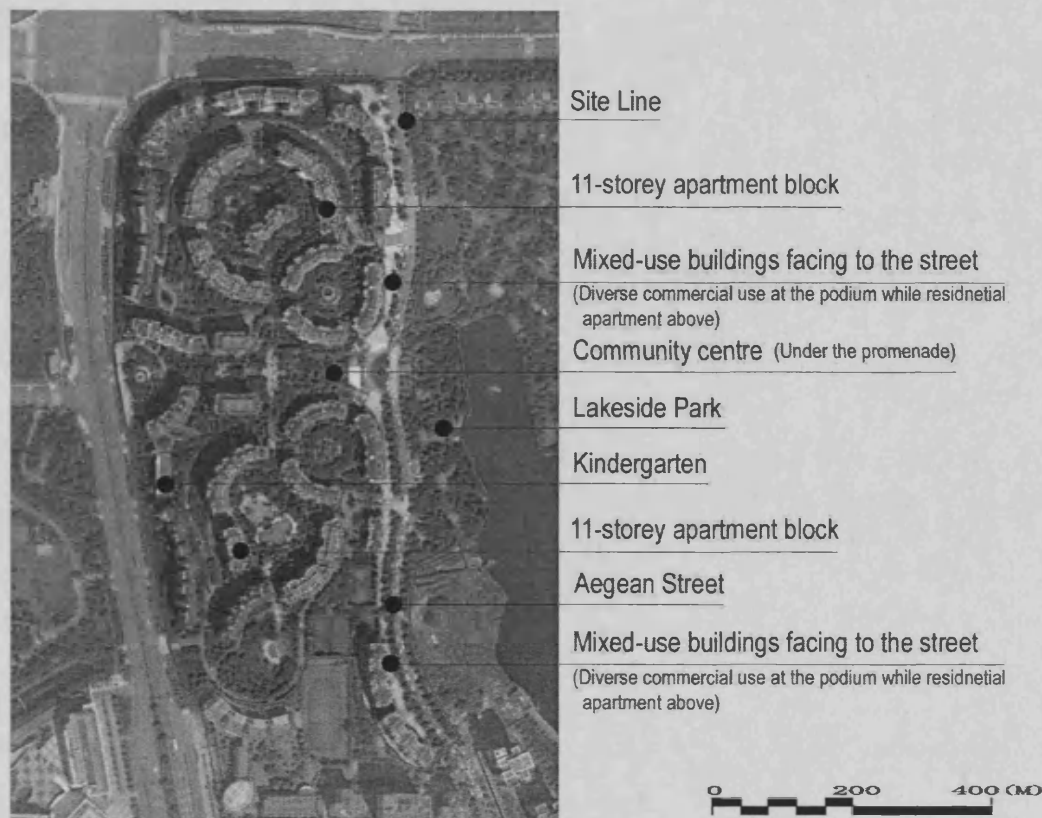 Site Line
11-storey apartment block
Mixed-use buildings facing to the street
(Diverse commercial use at the podium while residnetial
apartment above)
Community centre (Under the promenade)
Lakeside Park
Kindergarten
11-storey apartment block
Aegean Street
Mixed-use buildings facing to the street
(Diverse commercial use at the podium while residnetial
apartment above)
0 200 400 (M)